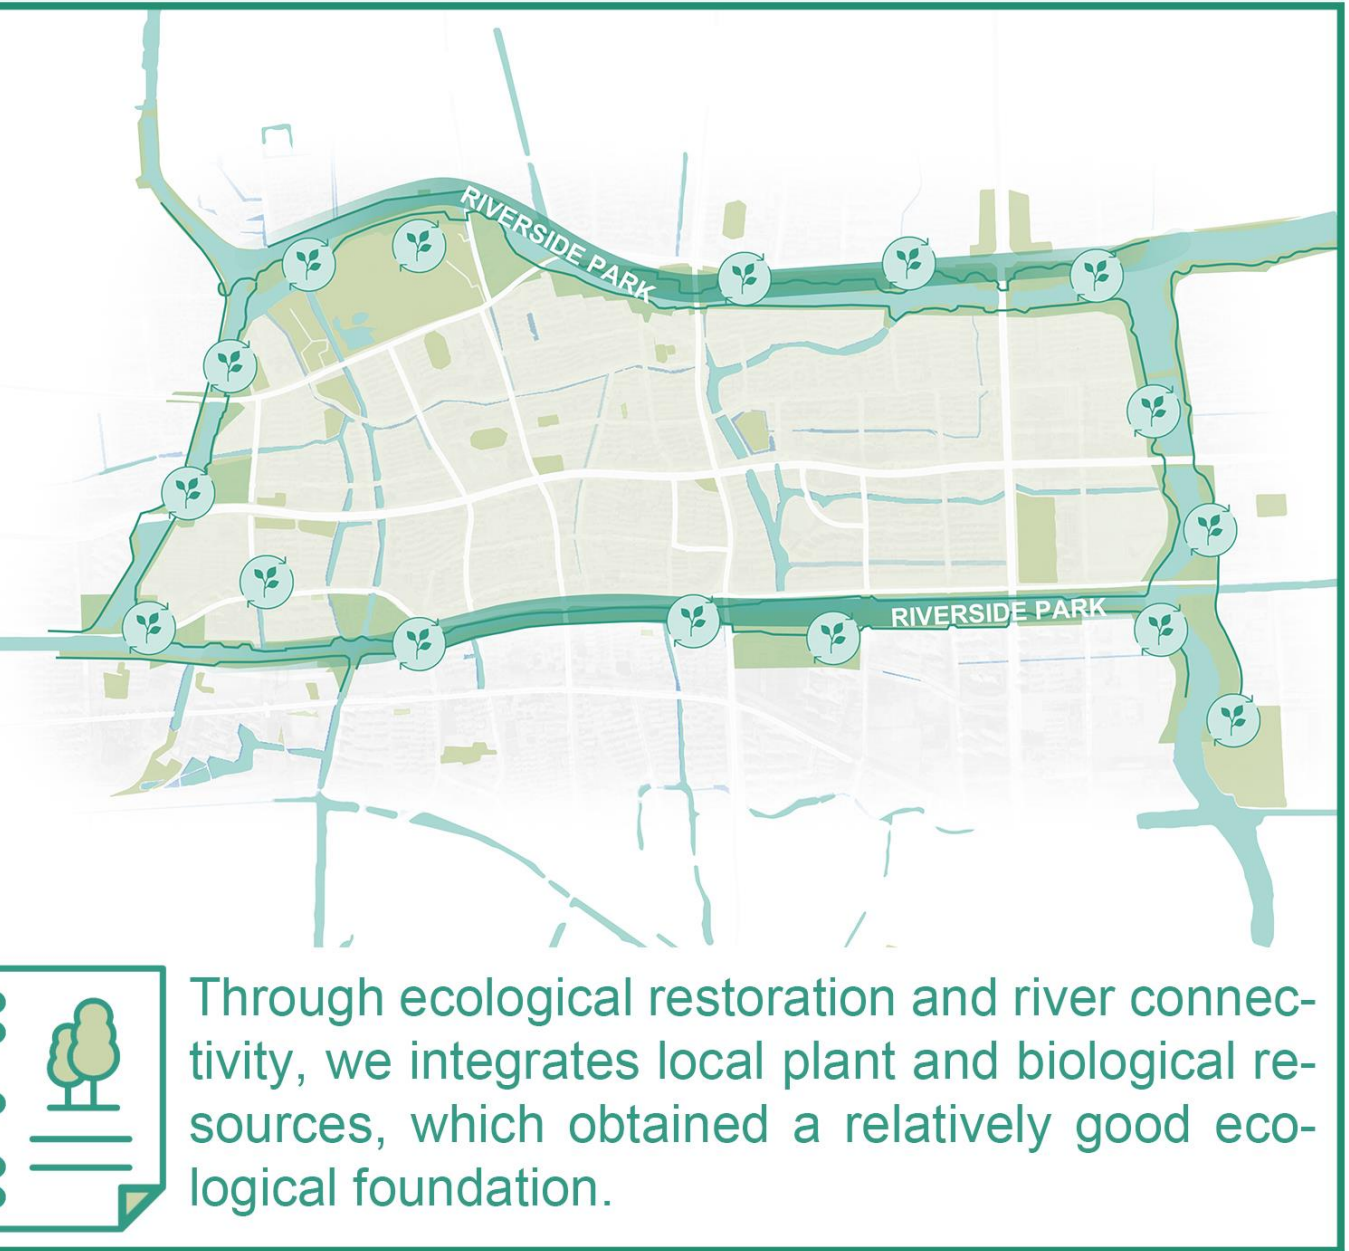 RIVERSIDE PARK
RIVERSIDE PARK
Through ecological restoration and river connec-
tivity, we integrates local plant and biological re-
sources, which obtained a relatively good eco-
logical foundation.